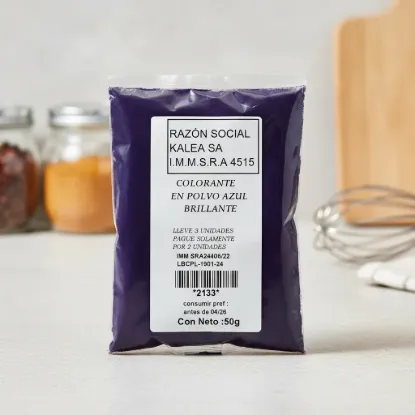 RAZÓN SOCIAL
KALEA SA
I.M.M.S.R.A 4515
COLORANTE
EN POLVO AZUL
BRILLANTE
LLEVE 3 UNIDADES
PAGUE SOLAMENTE
POR 2 UNIDADES
IMM SRA24406/22
LBCPL-1901-24
*2133*
consumir pref :
antes de 04/26
Con Neto :50g